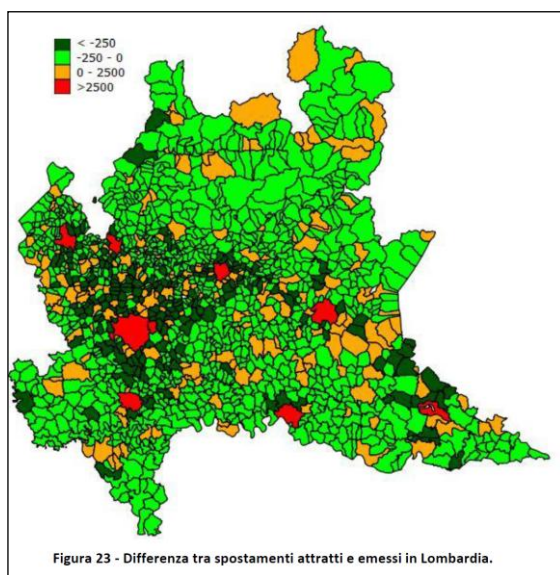 < -250
-250 - 0
0 - 2500
>2500
Figura 23 - Differenza tra spostamenti attratti e emessi in Lombardia.